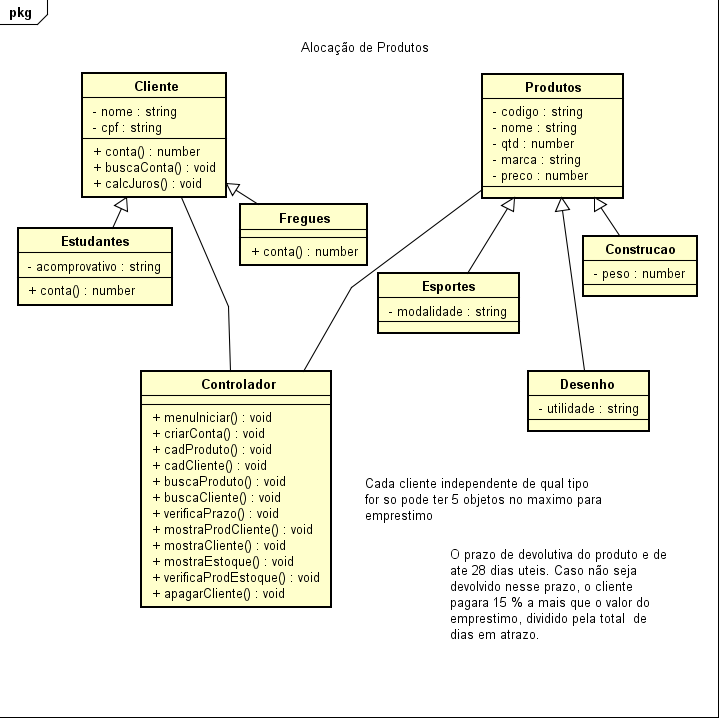 pkg
Alocação de Produtos
Cliente
- nome : string
- cpf : string
+ conta() : number
+ buscaConta() : void
+ calcJuros() : void
Produtos
- codigo : string
- nome : string
- qtd : number
- marca : string
- preco : number
Estudantes
- acomprovativo : string
+ conta() : number
Fregues
+ conta() : number
Esportes
- modalidade : string
Construcao
- peso : number
Desenho
- utilidade : string
Controlador
+ menuIniciar() : void
+ criarConta() : void
+ cadProduto() : void
+ cadCliente() : void
+ buscaProduto() : void
+ buscaCliente() : void
+ verificaPrazo() : void
+ mostraProdCliente() : void
+ mostraCliente() : void
+ mostraEstoque() : void
+ verificaProdEstoque() : void
+ apagarCliente() : void
Cada cliente independente de qual tipo
for so pode ter 5 objetos no maximo para
emprestimo
O prazo de devolutiva do produto e de
ate 28 dias uteis. Caso não seja
devolvido nesse prazo, o cliente
pagara 15 % a mais que o valor do
emprestimo, dividido pela total de
dias em atrazo.